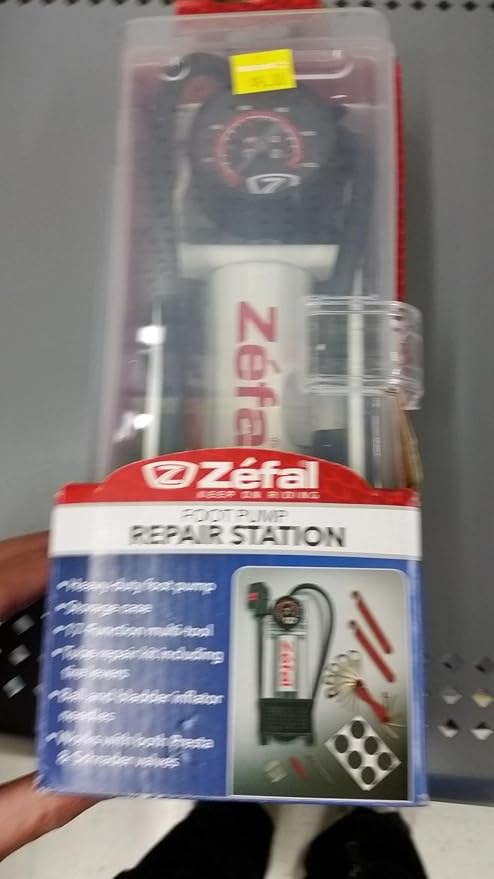 Zéfal
Zéfal
KEEP ON RIDING
FOOT PUMP
REPAIR STATION
Heavy-duty foot pump
Storage case
function multi-tool
Tube repair kit including
tire levers
Ball and bladder inflator
needles
Works with both Presta
& Schrader valves
Zéfal